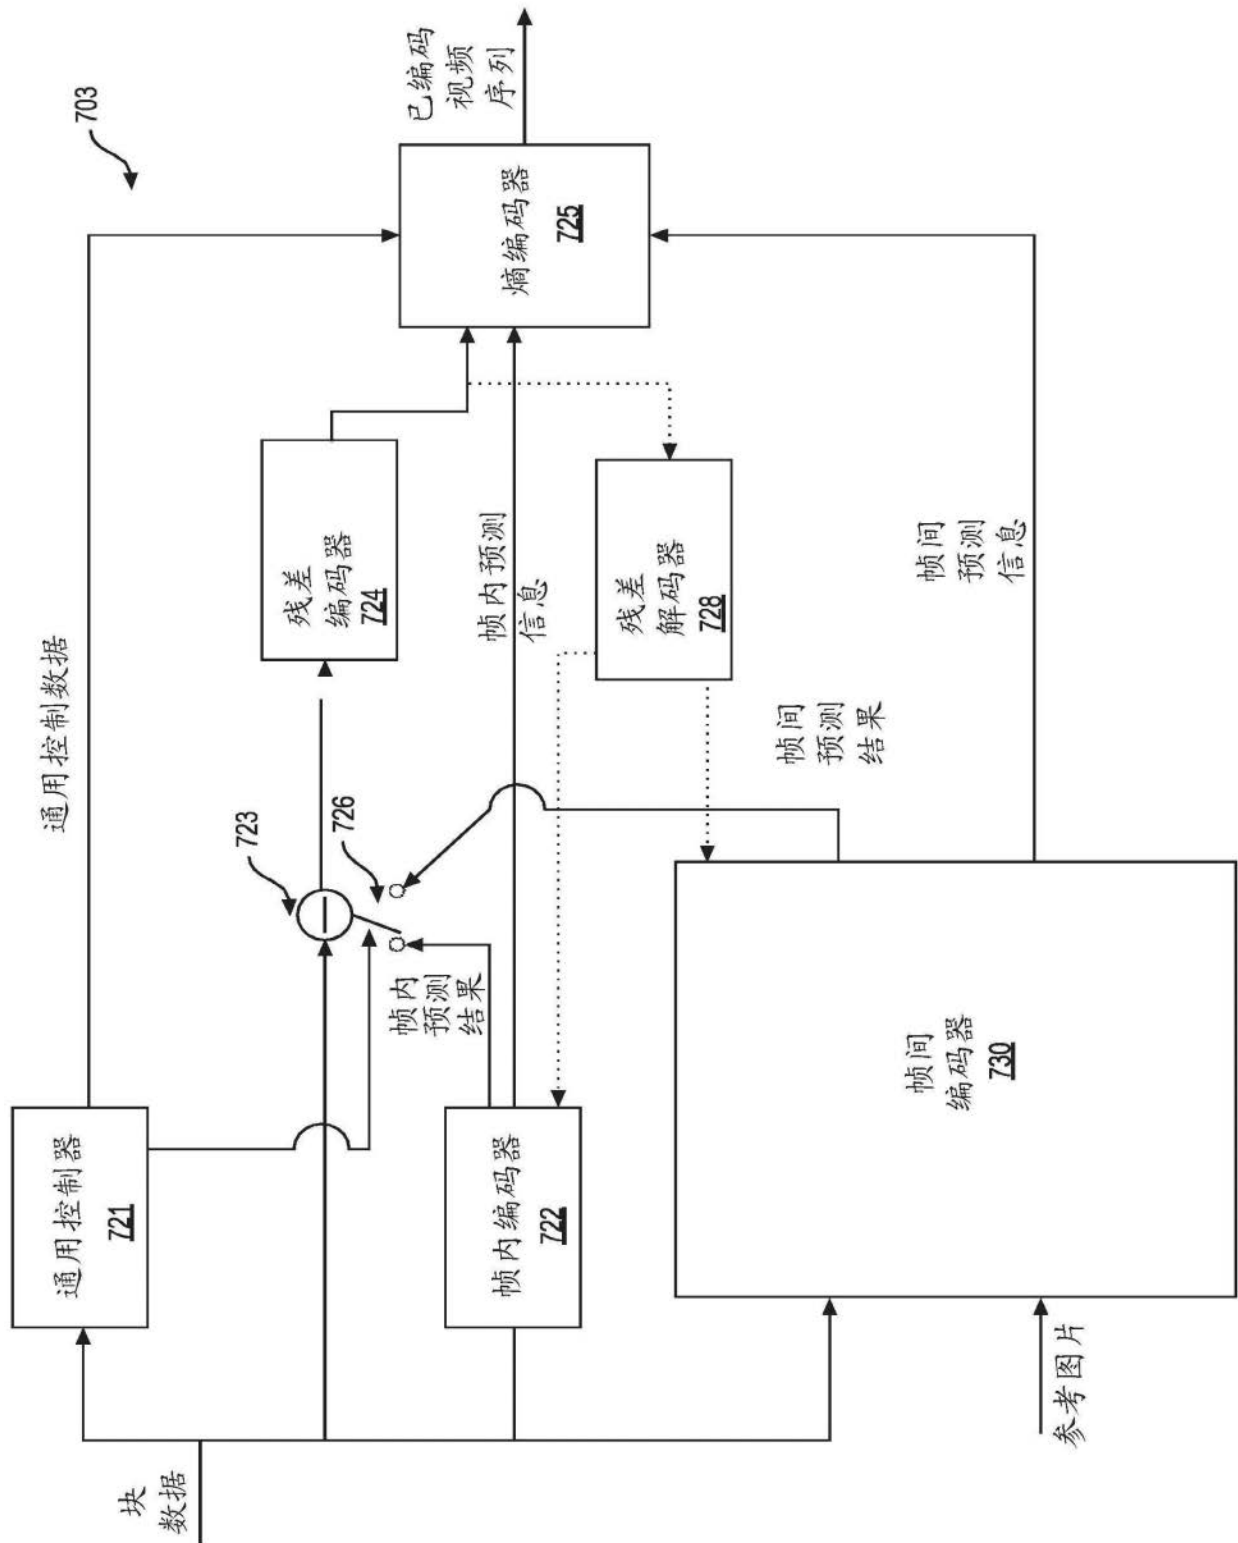 703
已编码
视频
序列
通用控制数据
熵编码器
725
残差
编码器
724
帧内预测
信息
残差
解码器
728
帧间
预测
信息
723
726
帧间
预测
结果
帧内
预测
结果
通用控制器
721
帧内编码器
722
帧间
编码器
730
块
数据
参考图片